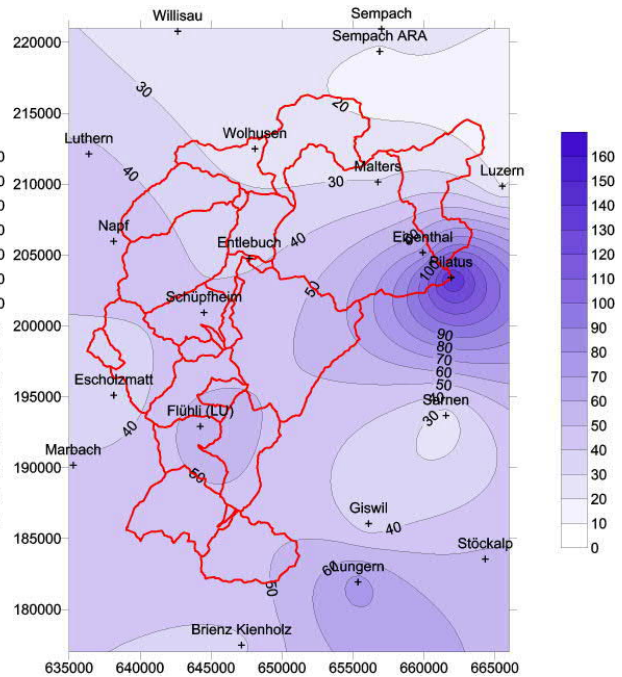 Willisau
Sempach
220000
Sempach ARA
30
20
215000
Wolhusen
Luthern
40
Malters
Luzern
30
210000
Napf
Eigenthal
Entlebuch
40
205000
Pilatus
100
50
Schüpfheim
200000
90
80
70
60
50
40
Escholzmatt
Sarnen
195000
30
Flühli (LU)
40
Marbach
50
190000
Giswil
40
185000
Stöckalp
60
Lungern
50
180000
Brienz Kienholz
635000 640000 645000 650000 655000 660000 665000
160
150
140
130
120
110
100
90
80
70
60
50
40
30
20
10
0